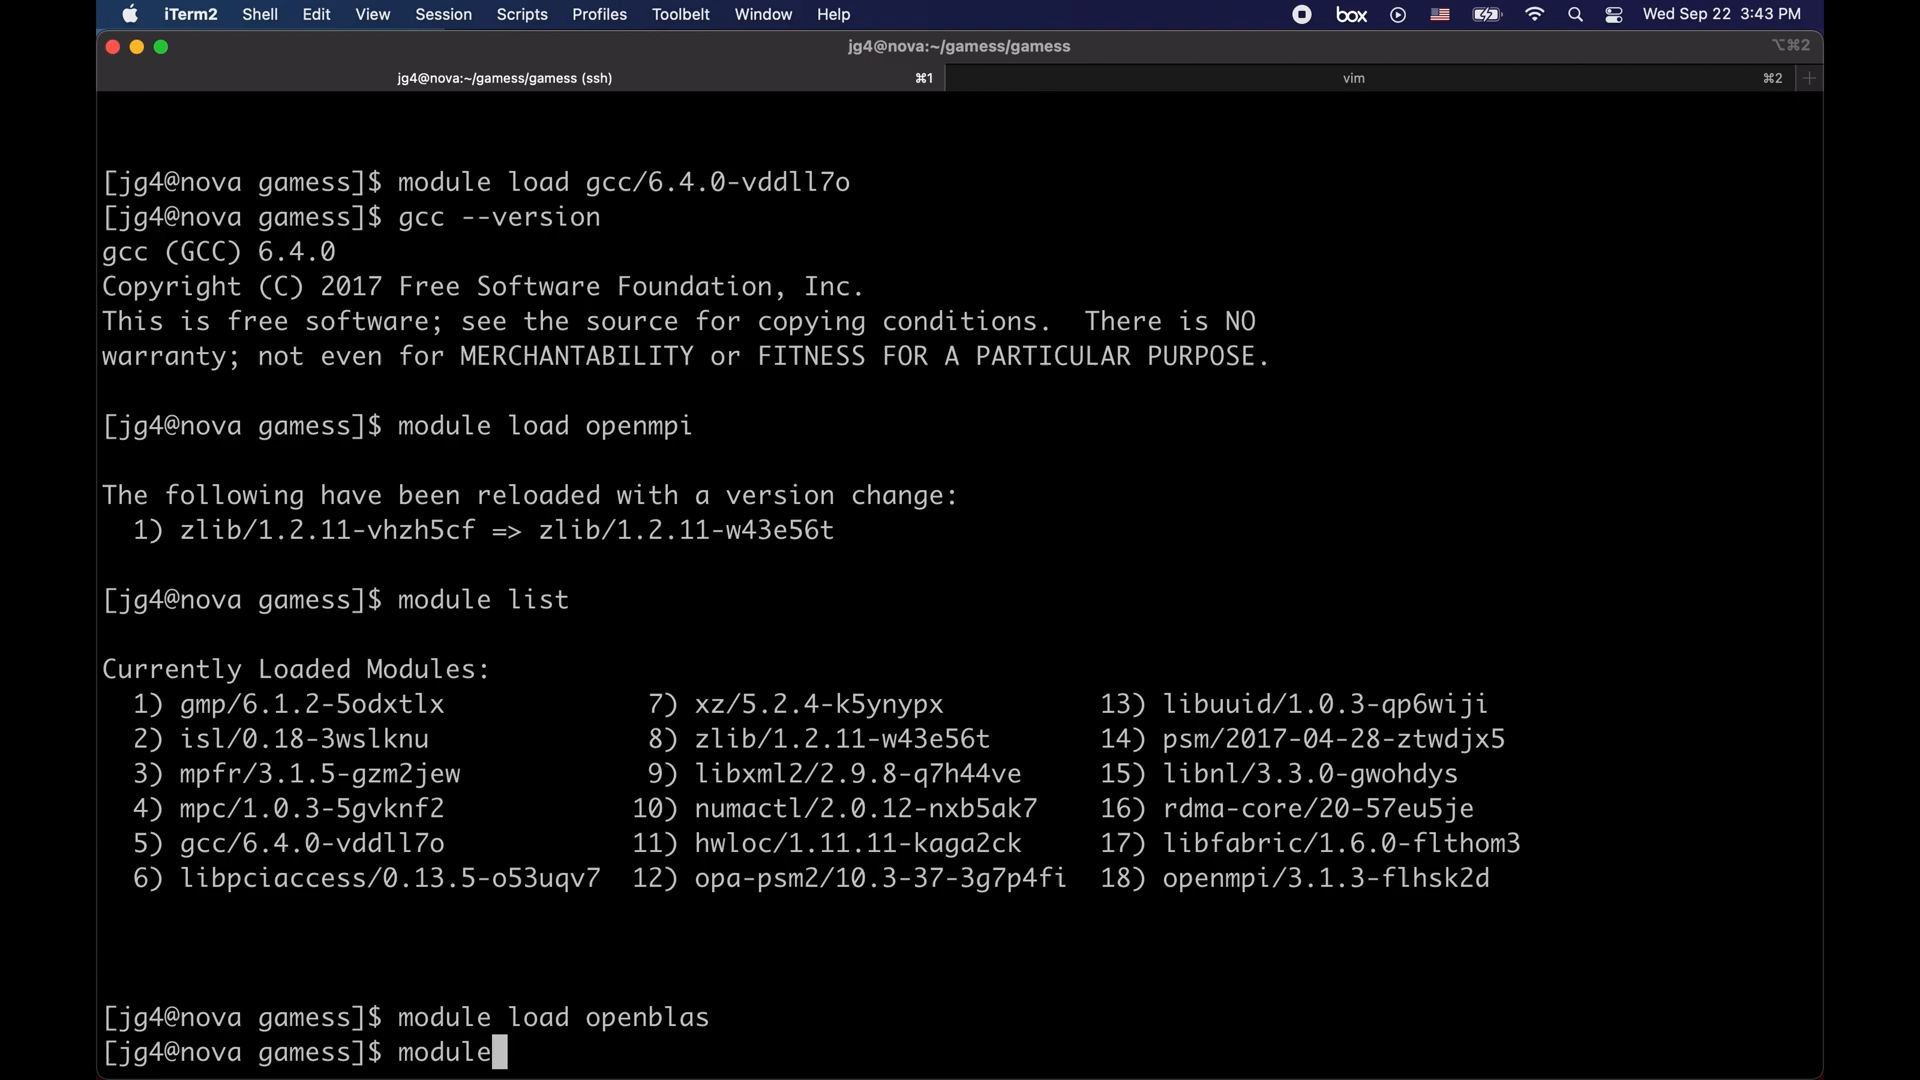 iTerm2 Shell Edit View Session Scripts Profiles Toolbelt Window Help box Wed Sep 22 3:43 PM
jg4@nova:~/gamess/gamess ⌥⌘2
jg4@nova:~/gamess/gamess (ssh) ⌘1 vim ⌘2 +
[jg4@nova gamess]$ module load gcc/6.4.0-vddll7o
[jg4@nova gamess]$ gcc --version
gcc (GCC) 6.4.0
Copyright (C) 2017 Free Software Foundation, Inc.
This is free software; see the source for copying conditions.  There is NO
warranty; not even for MERCHANTABILITY or FITNESS FOR A PARTICULAR PURPOSE.
[jg4@nova gamess]$ module load openmpi
The following have been reloaded with a version change:
  1) zlib/1.2.11-vhzh5cf => zlib/1.2.11-w43e56t
[jg4@nova gamess]$ module list
Currently Loaded Modules:
  1) gmp/6.1.2-5odxtlx             7) xz/5.2.4-k5ynypx          13) libuuid/1.0.3-qp6wiji
  2) isl/0.18-3wslknu              8) zlib/1.2.11-w43e56t       14) psm/2017-04-28-ztwdjx5
  3) mpfr/3.1.5-gzm2jew            9) libxml2/2.9.8-q7h44ve     15) libnl/3.3.0-gwohdys
  4) mpc/1.0.3-5gvknf2            10) numactl/2.0.12-nxb5ak7    16) rdma-core/20-57eu5je
  5) gcc/6.4.0-vddll7o            11) hwloc/1.11.11-kaga2ck     17) libfabric/1.6.0-flthom3
  6) libpciaccess/0.13.5-o53uqv7  12) opa-psm2/10.3-37-3g7p4fi  18) openmpi/3.1.3-flhsk2d
[jg4@nova gamess]$ module load openblas
[jg4@nova gamess]$ module